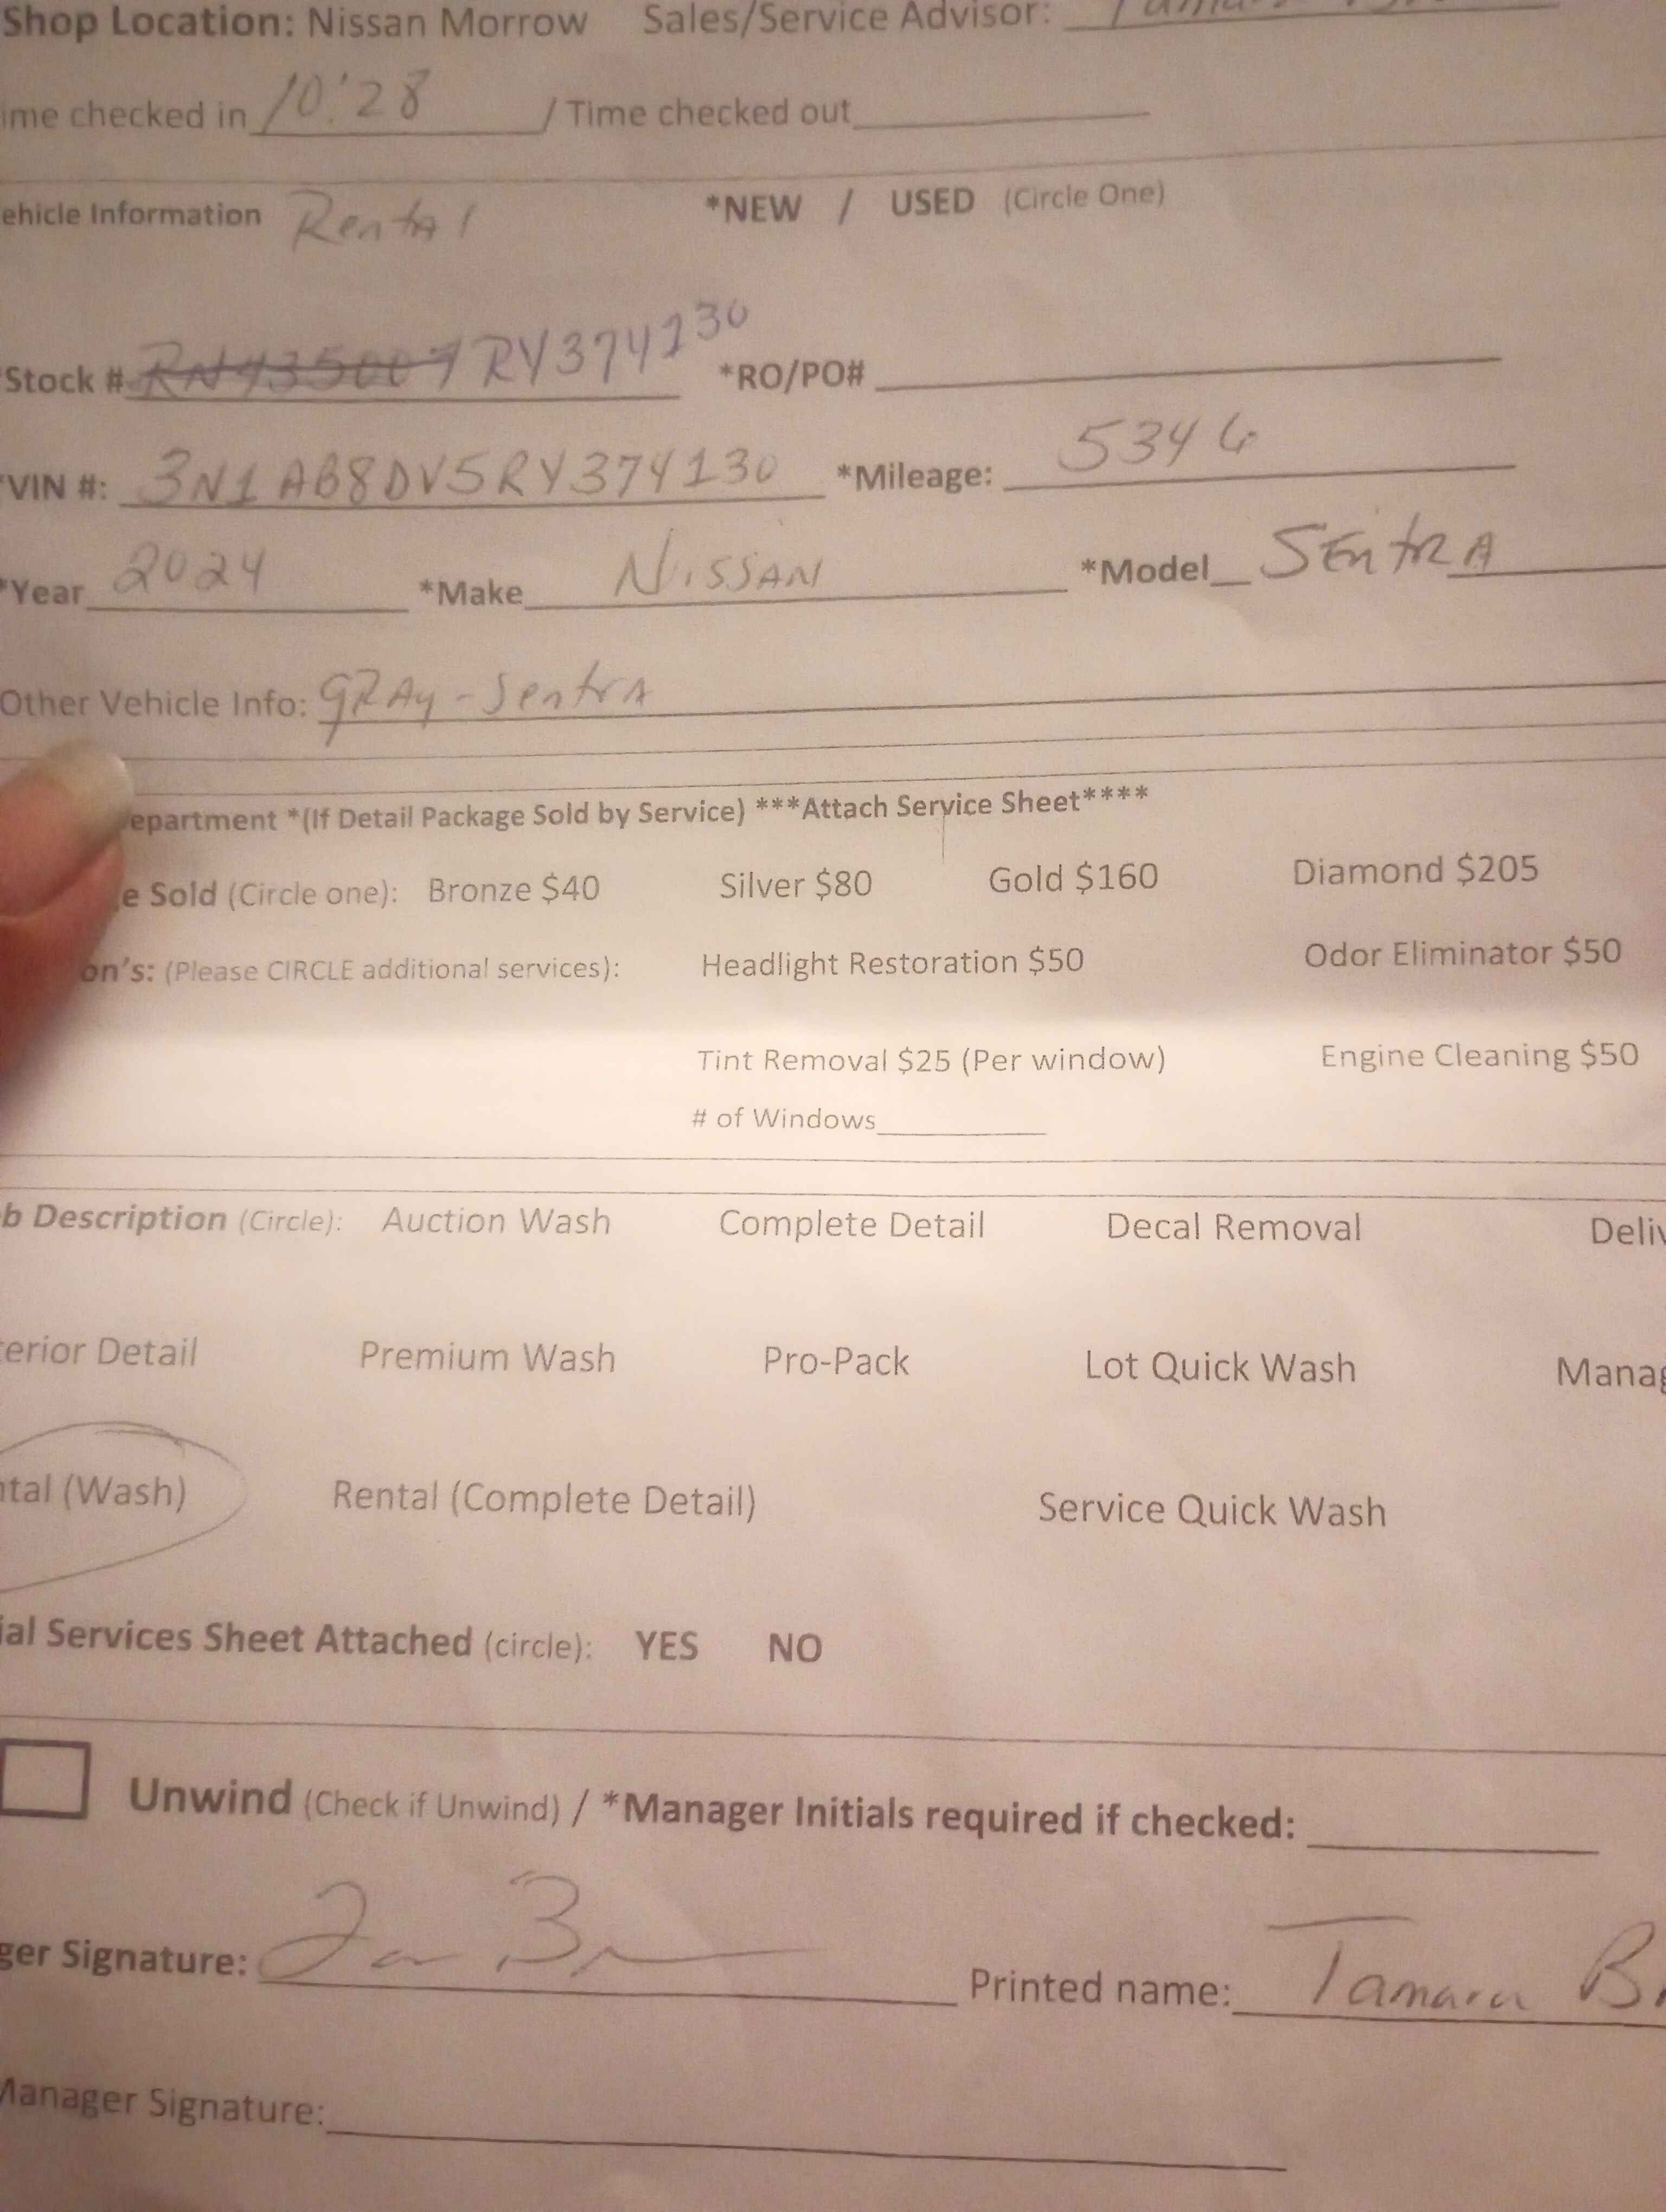 Shop Location: Nissan Morrow Sales/Service Advisor:
ime checked in 10:28 / Time checked out
ehicle Information Rental *NEW / USED (Circle One)
Stock # RN435007 RY374130 *RO/PO#
VIN #: 3N1AB8DV5RY374130 *Mileage: 5346
*Year 2024 *Make NISSAN *Model SENTRA
Other Vehicle Info: gRAy - SentrA
epartment *(If Detail Package Sold by Service) ***Attach Service Sheet****
e Sold (Circle one): Bronze $40 Silver $80 Gold $160 Diamond $205
on's: (Please CIRCLE additional services): Headlight Restoration $50 Odor Eliminator $50
Tint Removal $25 (Per window) Engine Cleaning $50
# of Windows
b Description (Circle): Auction Wash Complete Detail Decal Removal Deliv
terior Detail Premium Wash Pro-Pack Lot Quick Wash Manag
ntal (Wash) Rental (Complete Detail) Service Quick Wash
ial Services Sheet Attached (circle): YES NO
Unwind (Check if Unwind) / *Manager Initials required if checked:
ger Signature: Printed name: Tamara B
Manager Signature: